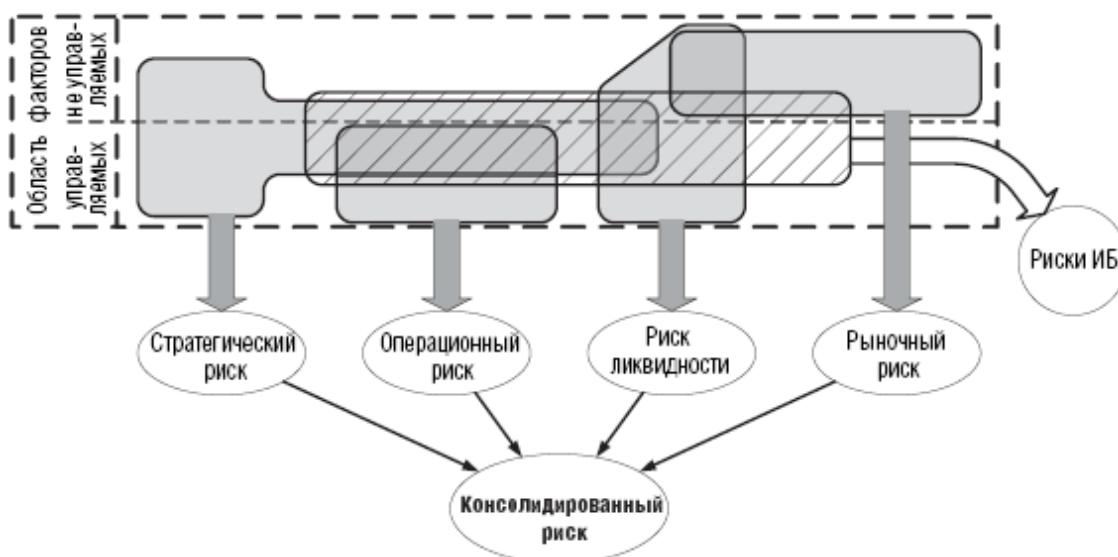 Область факторов
не управ-
ляемых
управ-
ляемых
Риски ИБ
Стратегический
риск
Операционный
риск
Риск
ликвидности
Рыночный
риск
Консолидированный
риск